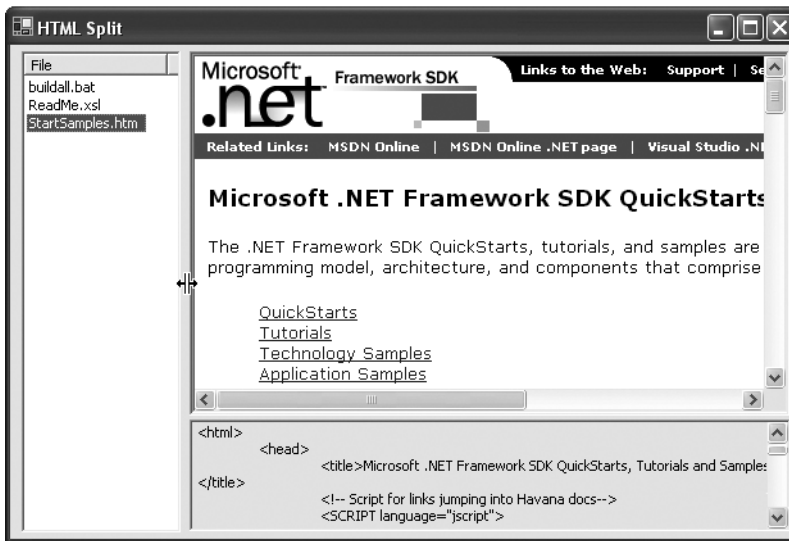 HTML Split
File
buildall.bat
ReadMe.xsl
StartSamples.htm
Microsoft
.net
Framework SDK
Links to the Web: Support |
Related Links: MSDN Online | MSDN Online .NET page | Visual Studio
Microsoft .NET Framework SDK QuickStarts
The .NET Framework SDK QuickStarts, tutorials, and samples are
programming model, architecture, and components that comprise
QuickStarts
Tutorials
Technology Samples
Application Samples
<html>
<head>
<title>Microsoft .NET Framework SDK QuickStarts, Tutorials and Samples
</title>
<!-- Script for links jumping into Havana docs-->
<SCRIPT language="jscript">